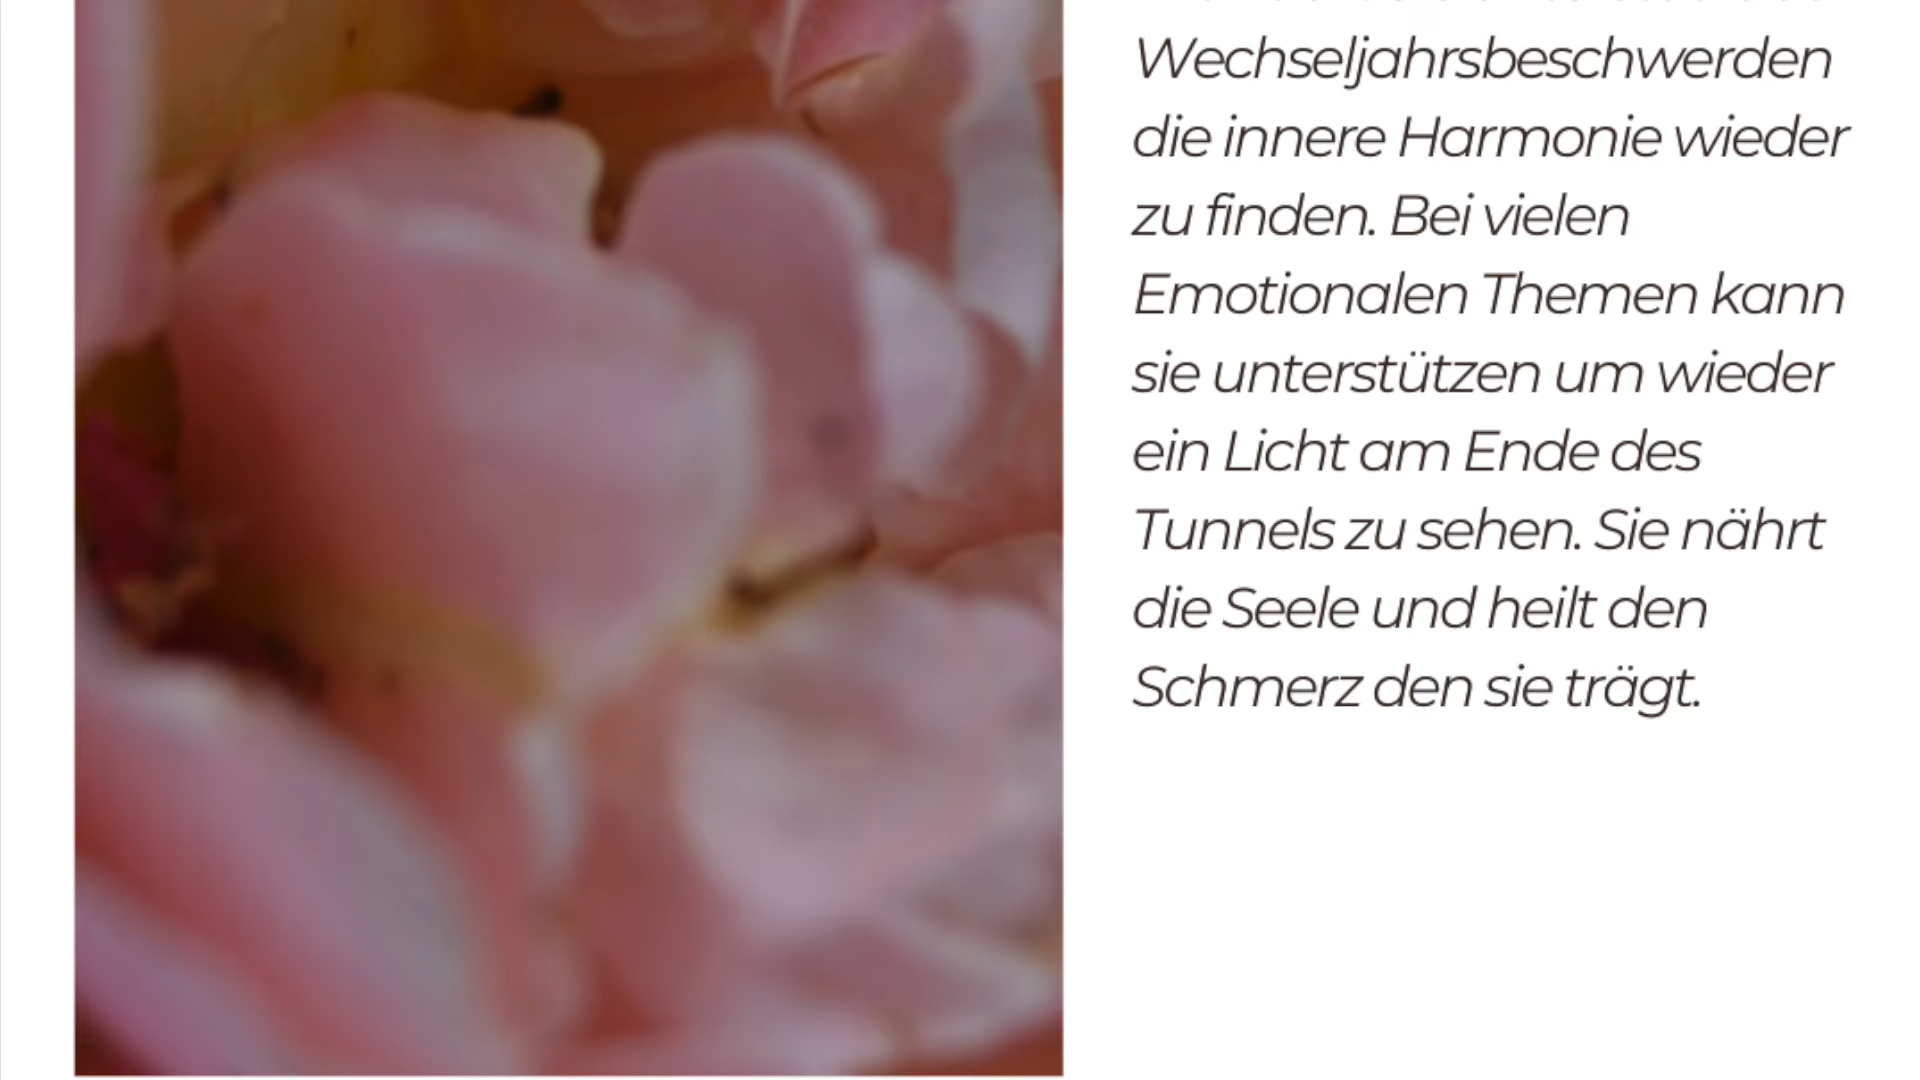 Wechseljahrsbeschwerden
die innere Harmonie wieder
zu finden. Bei vielen
Emotionalen Themen kann
sie unterstützen um wieder
ein Licht am Ende des
Tunnels zu sehen. Sie nährt
die Seele und heilt den
Schmerz den sie trägt.